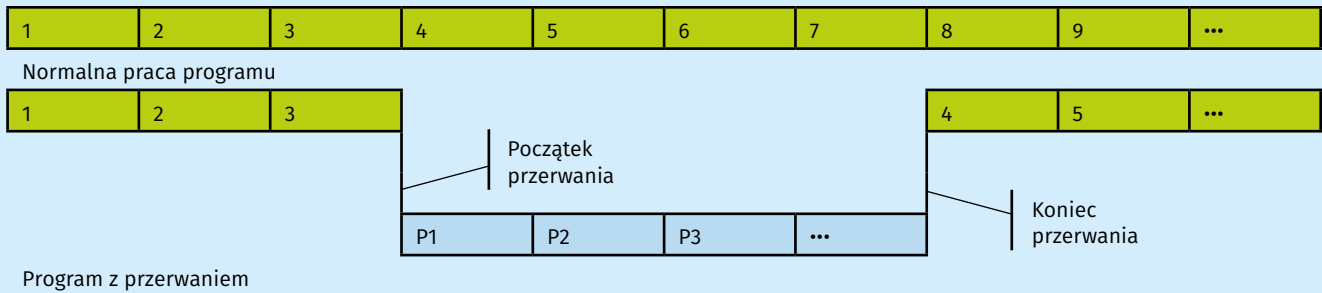 1 2 3 4 5 6 7 8 9 ...
Normalna praca programu
1 2 3 4 5 ...
Początek
przerwania
P1 P2 P3 ...
Koniec
przerwania
Program z przerwaniem